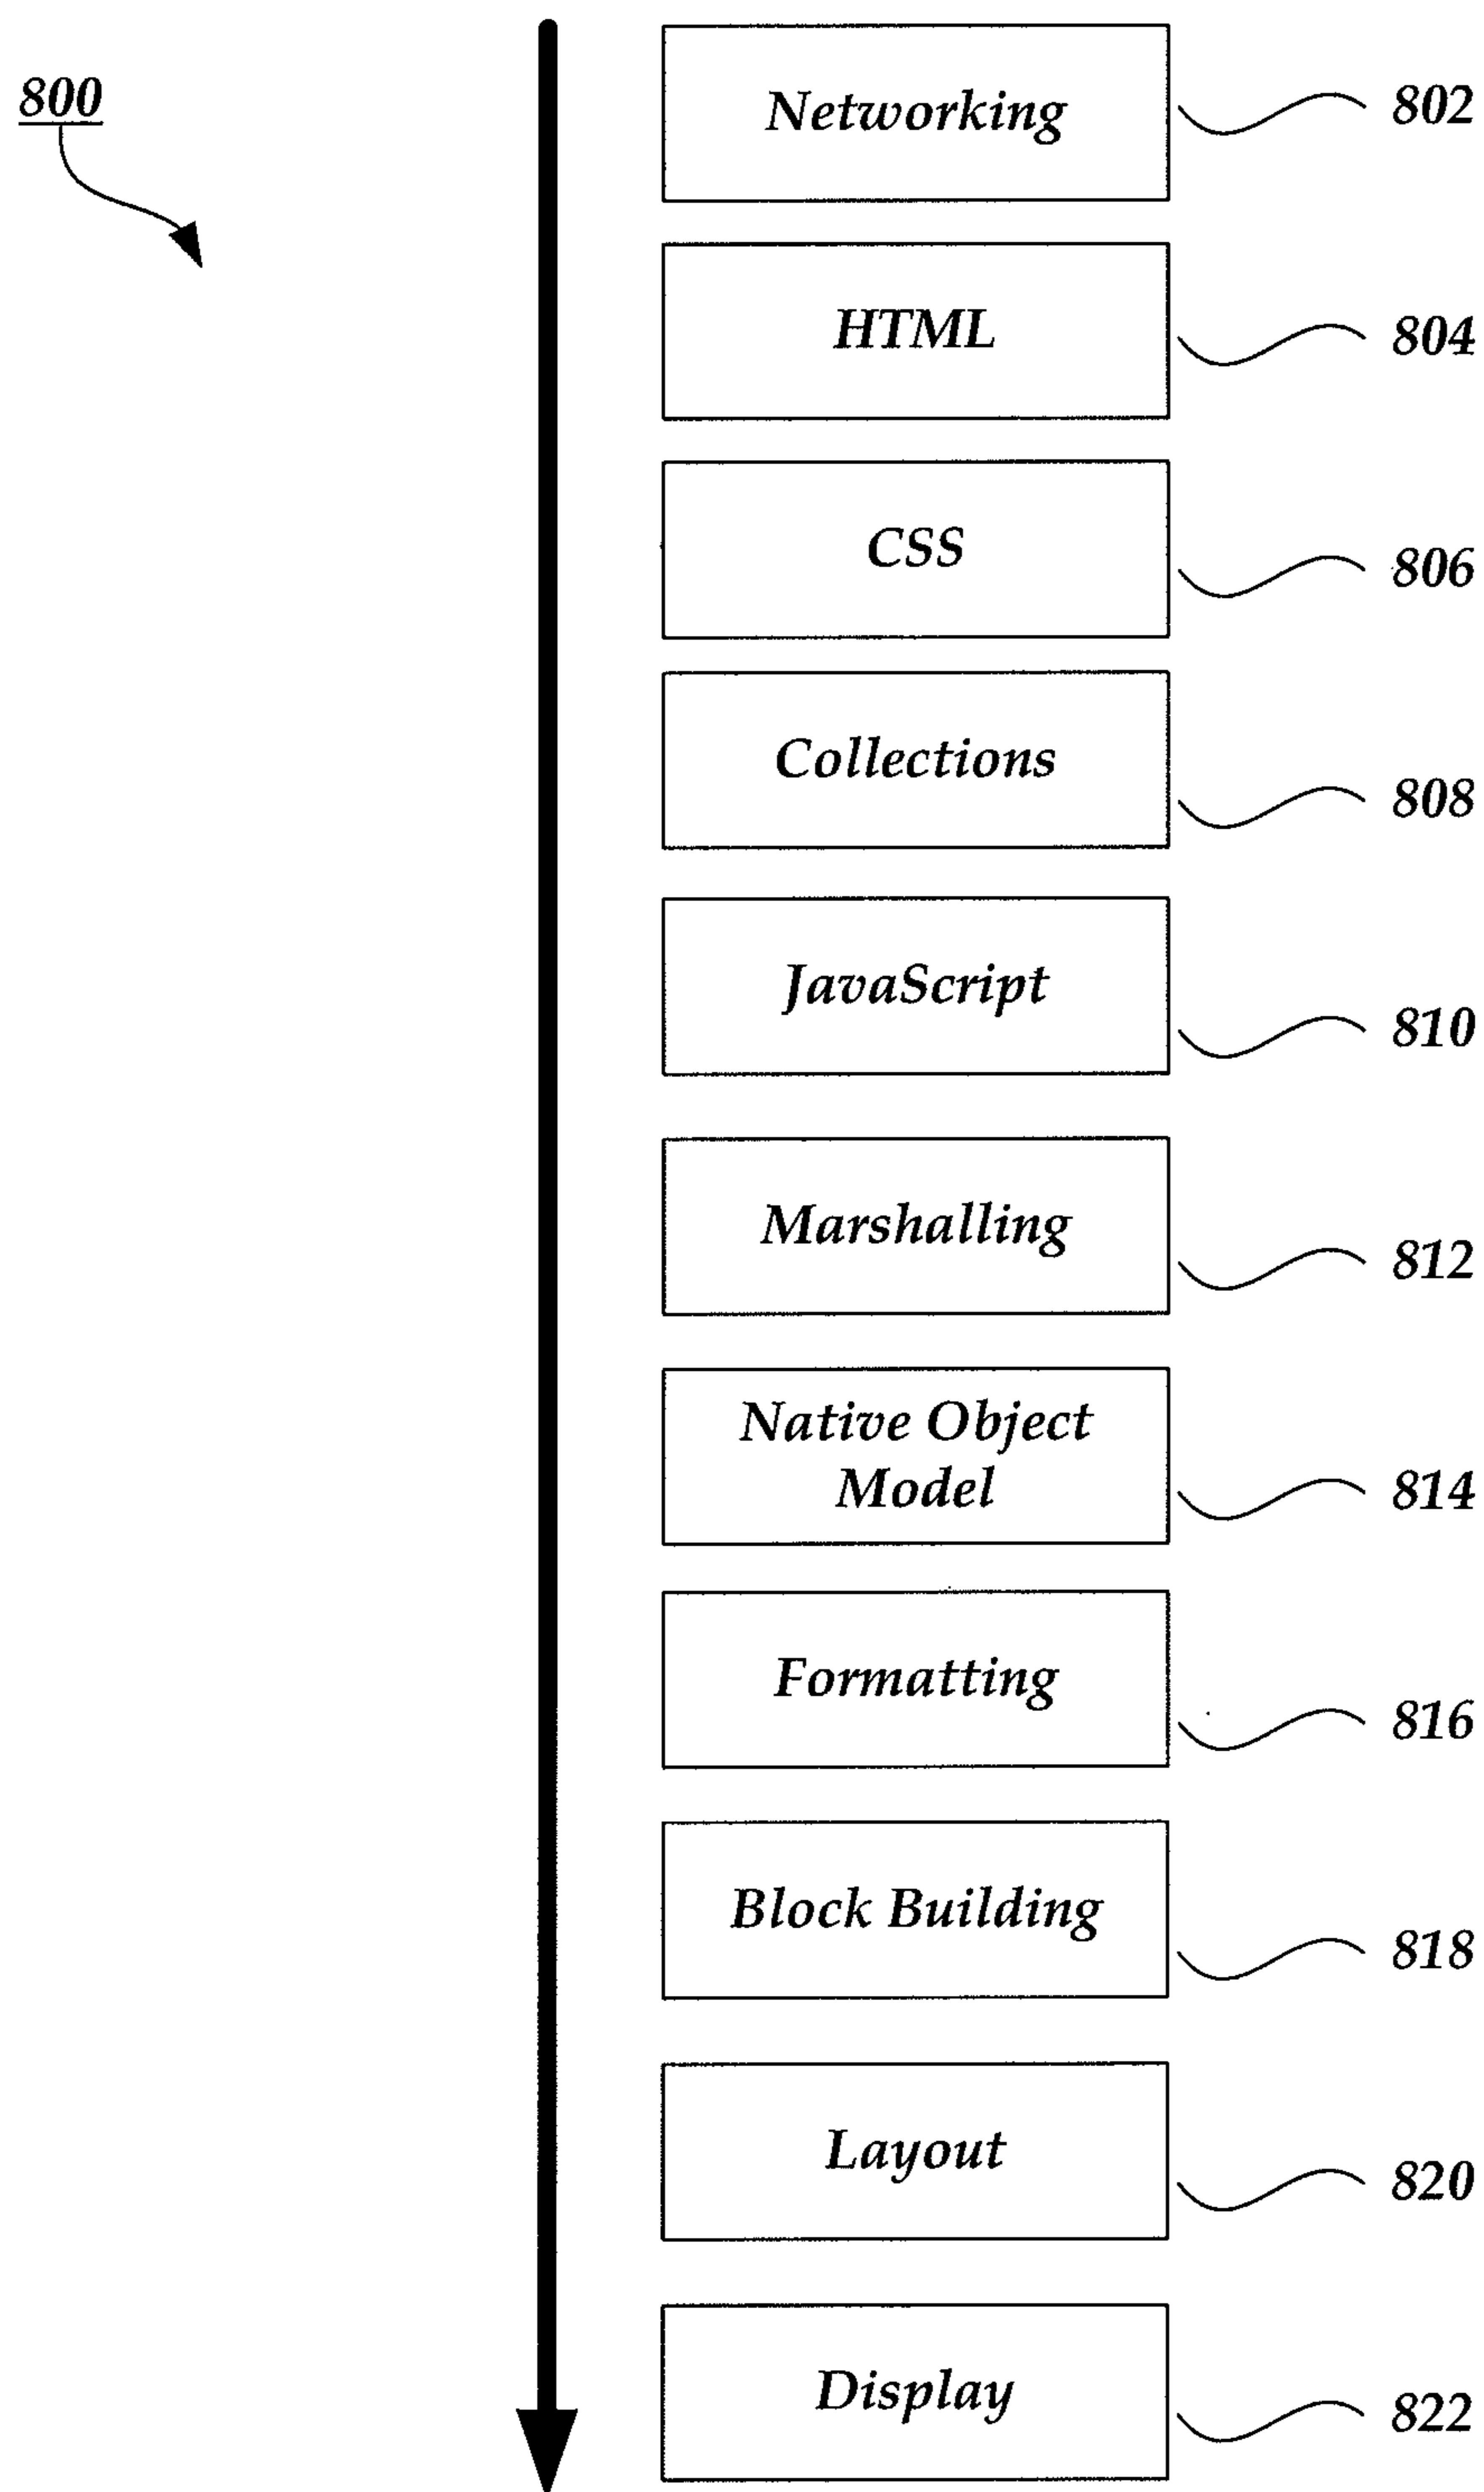 800
Networking
802
HTML
804
CSS
806
Collections
808
JavaScript
810
Marshalling
812
Native Object
Model
814
Formatting
816
Block Building
818
Layout
820
Display
822